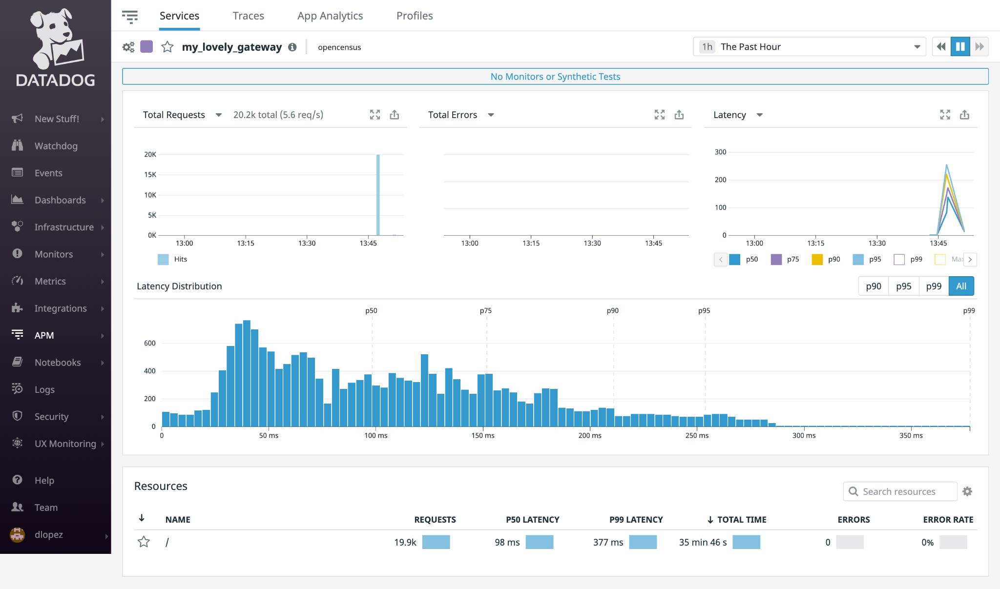 DATADOG
New Stuff!
Watchdog
Events
Dashboards
Infrastructure
Monitors
Metrics
Integrations
APM
Notebooks
Logs
Security
UX Monitoring
Help
Team
dlopez
Services Traces App Analytics Profiles
my_lovely_gateway opencensus 1h The Past Hour
No Monitors or Synthetic Tests
Total Requests 20.2k total (5.6 req/s)
20K
15K
10K
5K
0K
13:00 13:15 13:30 13:45
Hits
Total Errors
13:00 13:15 13:30 13:45
Latency
300
200
100
0
13:00 13:15 13:30 13:45
p50 p75 p90 p95 p99 Max
Latency Distribution p90 p95 p99 All
p50 p75 p90 p95 p99
600
400
200
0
0 50 ms 100 ms 150 ms 200 ms 250 ms 300 ms 350 ms
Resources
Search resources
NAME REQUESTS P50 LATENCY P99 LATENCY TOTAL TIME ERRORS ERROR RATE
/ 19.9k 98 ms 377 ms 35 min 46 s 0 0%